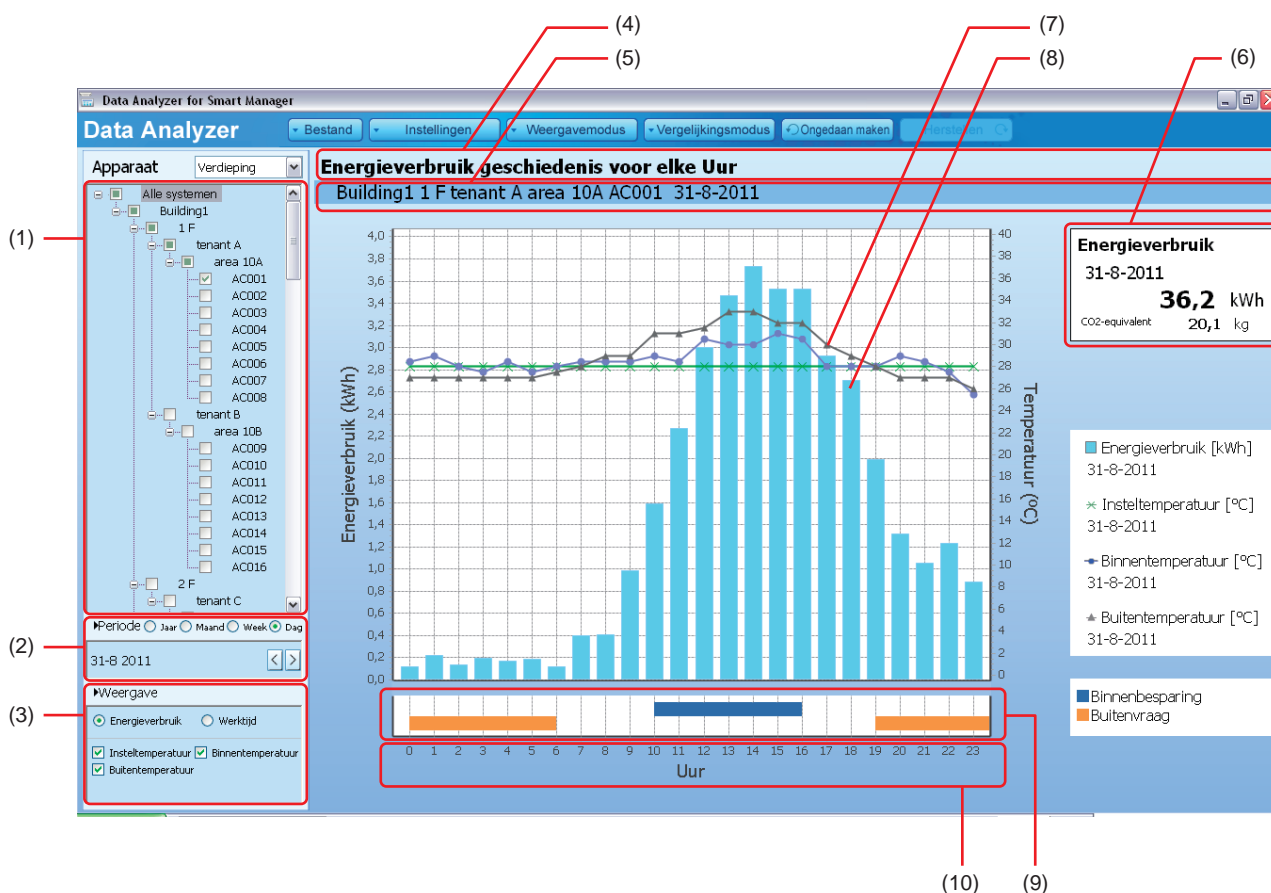 (4)
(7)
(5)
(8)
(6)
Data Analyzer for Smart Manager
Data Analyzer
Bestand
Instellingen
Weergavemodus
Vergelijkingsmodus
Ongedaan maken
Herstellen
Apparaat
Verdieping
(1)
Alle systemen
Building1
1 F
tenant A
area 10A
AC001
AC002
AC003
AC004
AC005
AC006
AC007
AC008
tenant B
area 10B
AC009
AC010
AC011
AC012
AC013
AC014
AC015
AC016
2 F
tenant C
(2)
Periode Jaar Maand Week Dag
31-8 2011
(3)
Weergave
Energieverbruik Werktijd
Insteltemperatuur Binnentemperatuur
Buitentemperatuur
Energieverbruik geschiedenis voor elke Uur
Building1 1 F tenant A area 10A AC001 31-8-2011
Energieverbruik (kWh)
4,0
3,8
3,6
3,4
3,2
3,0
2,8
2,6
2,4
2,2
2,0
1,8
1,6
1,4
1,2
1,0
0,8
0,6
0,4
0,2
0,0
40
38
36
34
32
30
28
26
24
22
20
18
16
14
12
10
8
6
4
2
0
Temperatuur (°C)
0 1 2 3 4 5 6 7 8 9 10 11 12 13 14 15 16 17 18 19 20 21 22 23
Uur
Energieverbruik
31-8-2011
36,2 kWh
CO2-equivalent 20,1 kg
Energieverbruik [kWh]
31-8-2011
Insteltemperatuur [°C]
31-8-2011
Binnentemperatuur [°C]
31-8-2011
Buitentemperatuur [°C]
31-8-2011
Binnenbesparing
Buitenvraag
(10)
(9)